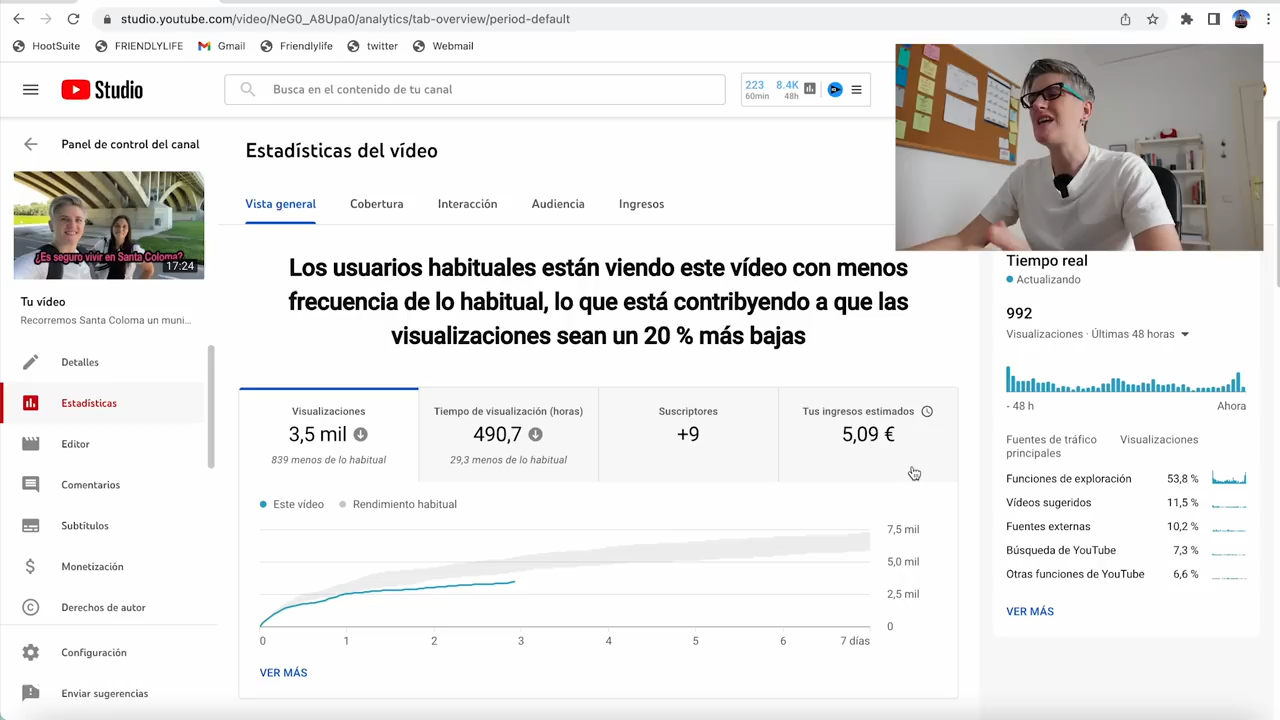 studio.youtube.com/video/NeG0_A8Upa0/analytics/tab-overview/period-default
HootSuite
FRIENDLYLIFE
Gmail
Friendlylife
twitter
Webmail
Studio
Busca en el contenido de tu canal
223
8.4K
60min
48h
Panel de control del canal
¿Es seguro vivir en Santa Coloma?
17:24
Tu vídeo
Recorremos Santa Coloma un muni...
Detalles
Estadísticas
Editor
Comentarios
Subtítulos
Monetización
Derechos de autor
Configuración
Enviar sugerencias
Estadísticas del vídeo
Vista general
Cobertura
Interacción
Audiencia
Ingresos
Los usuarios habituales están viendo este vídeo con menos
frecuencia de lo habitual, lo que está contribyendo a que las
visualizaciones sean un 20 % más bajas
Visualizaciones
3,5 mil
839 menos de lo habitual
Tiempo de visualización (horas)
490,7
29,3 menos de lo habitual
Suscriptores
+9
Tus ingresos estimados
5,09 €
Este vídeo
Rendimiento habitual
7,5 mil
5,0 mil
2,5 mil
0
0
1
2
3
4
5
6
7 días
VER MÁS
Tiempo real
Actualizando
992
Visualizaciones · Últimas 48 horas
- 48 h
Ahora
Fuentes de tráfico
principales
Visualizaciones
Funciones de exploración
53,8 %
Vídeos sugeridos
11,5 %
Fuentes externas
10,2 %
Búsqueda de YouTube
7,3 %
Otras funciones de YouTube
6,6 %
VER MÁS